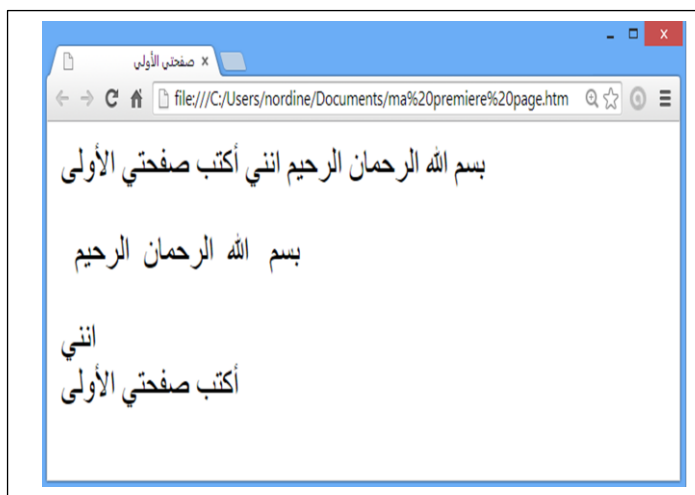 صفحتي الأولى
file:///C:/Users/nordine/Documents/ma%20premiere%20page.htm
بسم الله الرحمان الرحيم انني أكتب صفحتي الأولى
بسم الله الرحمان الرحيم
انني
أكتب صفحتي الأولى